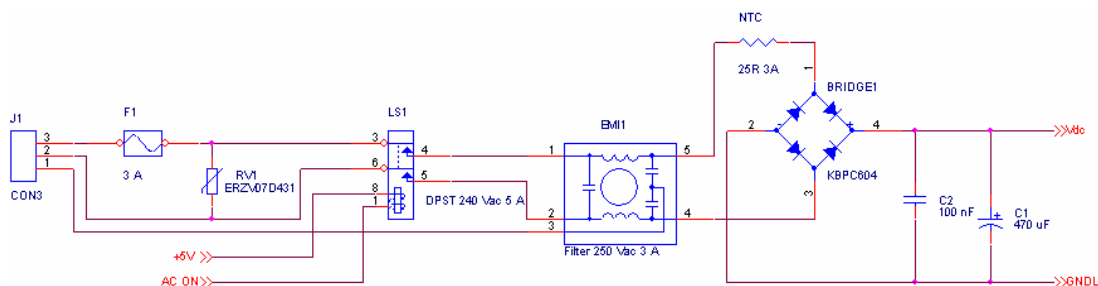 NTC
25R 3A
1
BRIDGE1
2
4
Vdc
3
KBPC604
J1
F1
LS1
EMI1
3
2
1
3 A
CON3
RV1
ERZV07D431
3
4
6
5
8
1
DPST 240 Vac 5 A
1
5
2
3
4
Filter 250 Vac 3 A
+5V
AC ON
C2
100 nF
+
C1
470 uF
GNDL
-
+